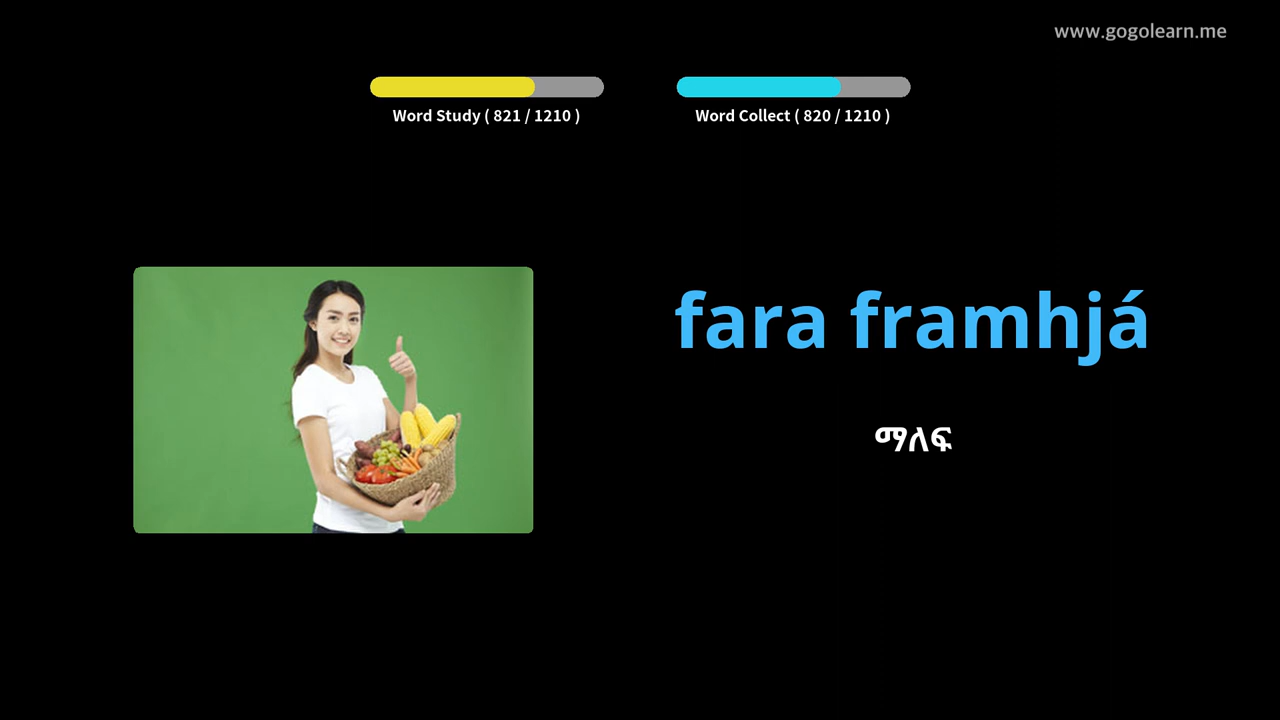 www.gogolearn.me
Word Study ( 821 / 1210 )
Word Collect ( 820 / 1210 )
fara framhjá
ማለፍ